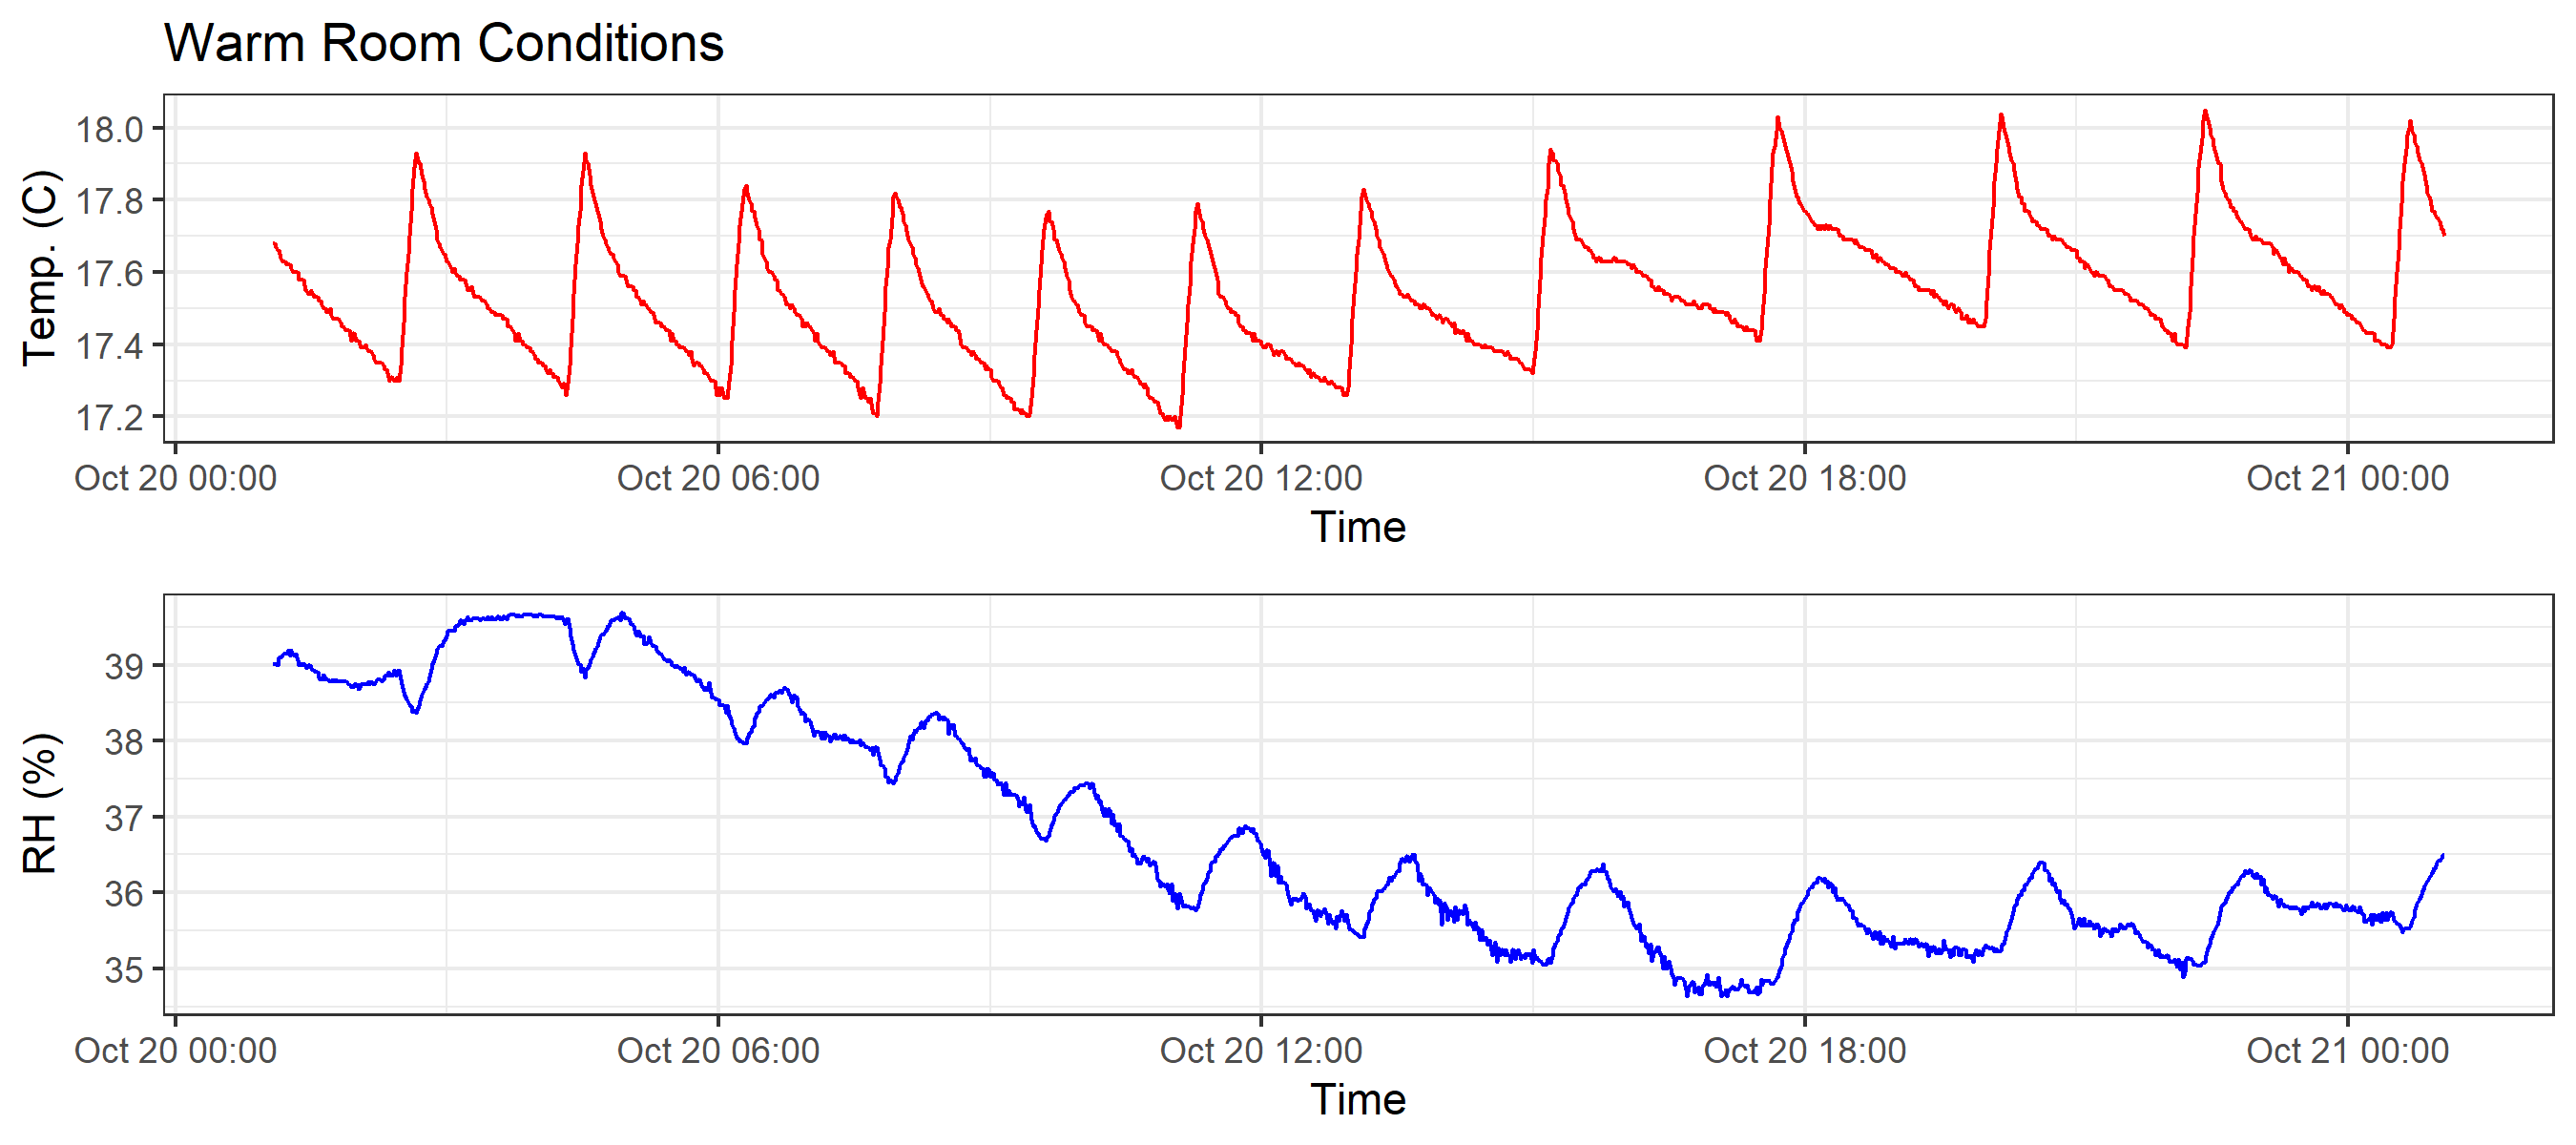 Warm Room Conditions
Temp. (C)
18.0
17.8
17.6
17.4
17.2
Oct 20 00:00 Oct 20 06:00 Oct 20 12:00 Oct 20 18:00 Oct 21 00:00
Time
RH (%)
39
38
37
36
35
Oct 20 00:00 Oct 20 06:00 Oct 20 12:00 Oct 20 18:00 Oct 21 00:00
Time